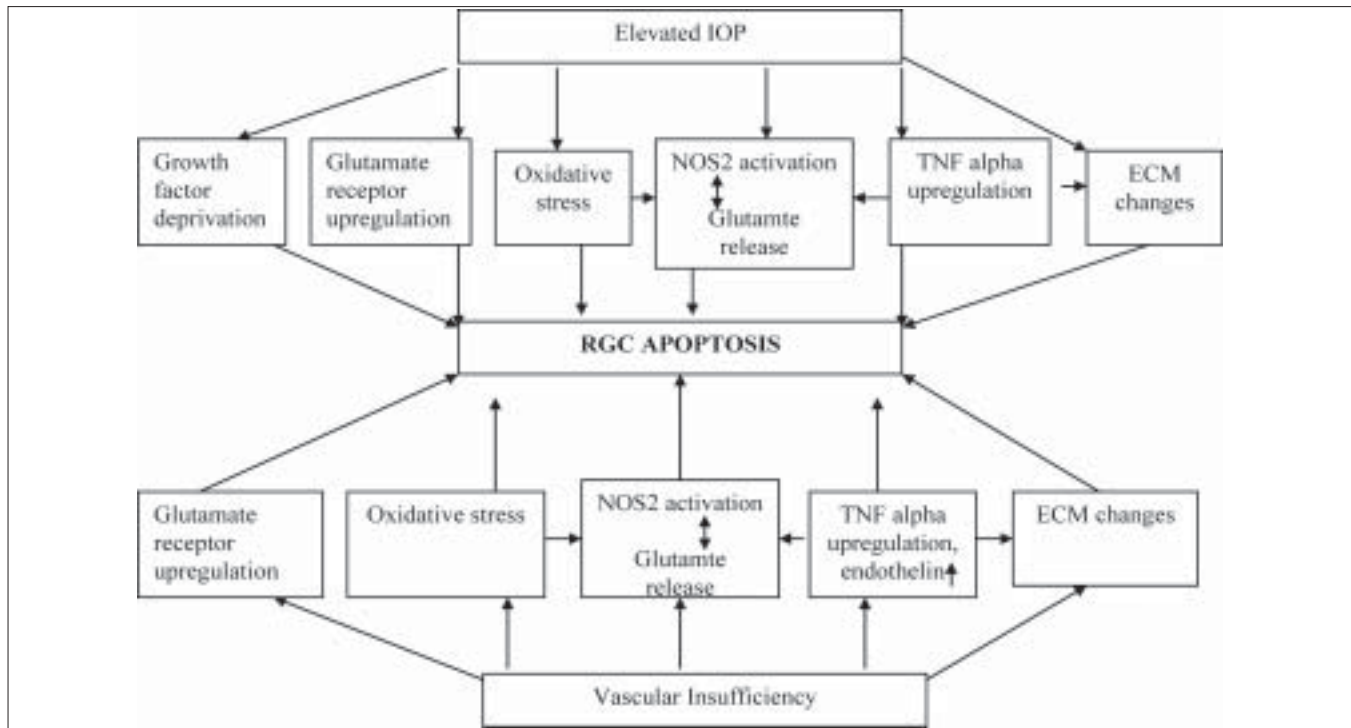 Elevated IOP
Growth
factor
deprivation
Glutamate
receptor
upregulation
Oxidative
stress
NOS2 activation
Glutamte
release
TNF alpha
upregulation
ECM
changes
RGC APOPTOSIS
Glutamate
receptor
upregulation
Oxidative stress
NOS2 activation
Glutamte
release
TNF alpha
upregulation,
endothelin
ECM changes
Vascular Insufficiency